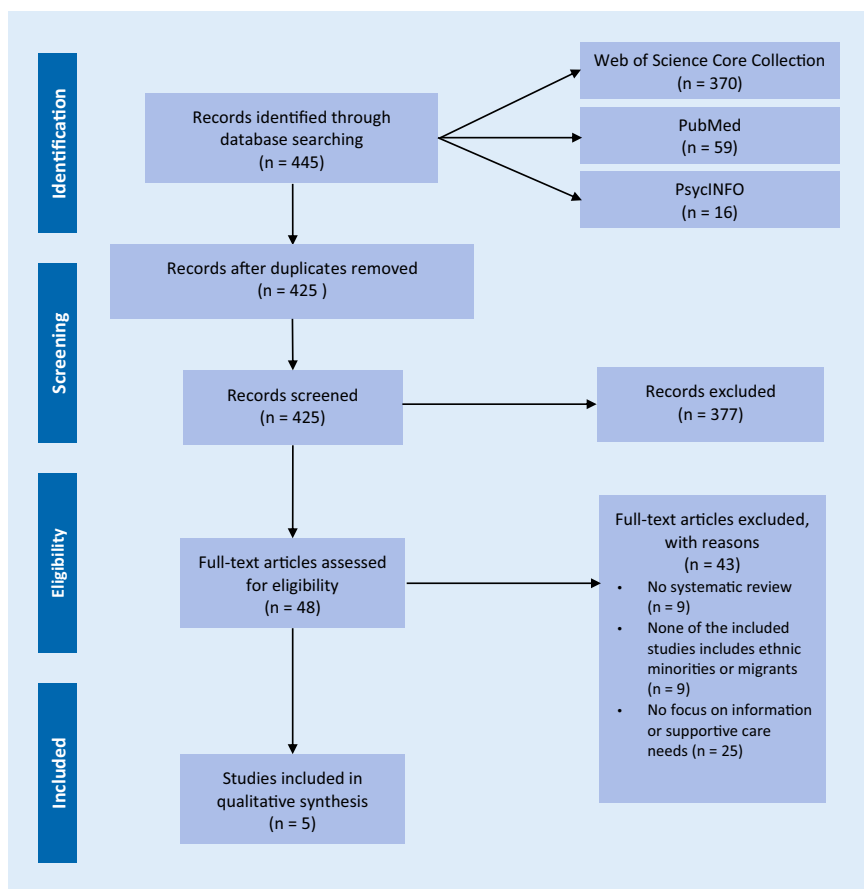 Identification
Records identified through
database searching
(n = 445)
Web of Science Core Collection
(n = 370)
PubMed
(n = 59)
PsycINFO
(n = 16)
Screening
Records after duplicates removed
(n = 425 )
Records screened
(n = 425)
Records excluded
(n = 377)
Eligibility
Full-text articles assessed
for eligibility
(n = 48)
Full-text articles excluded,
with reasons
(n = 43)
• No systematic review
(n = 9)
• None of the included
studies includes ethnic
minorities or migrants
(n = 9)
• No focus on information
or supportive care
needs (n = 25)
Included
Studies included in
qualitative synthesis
(n = 5)